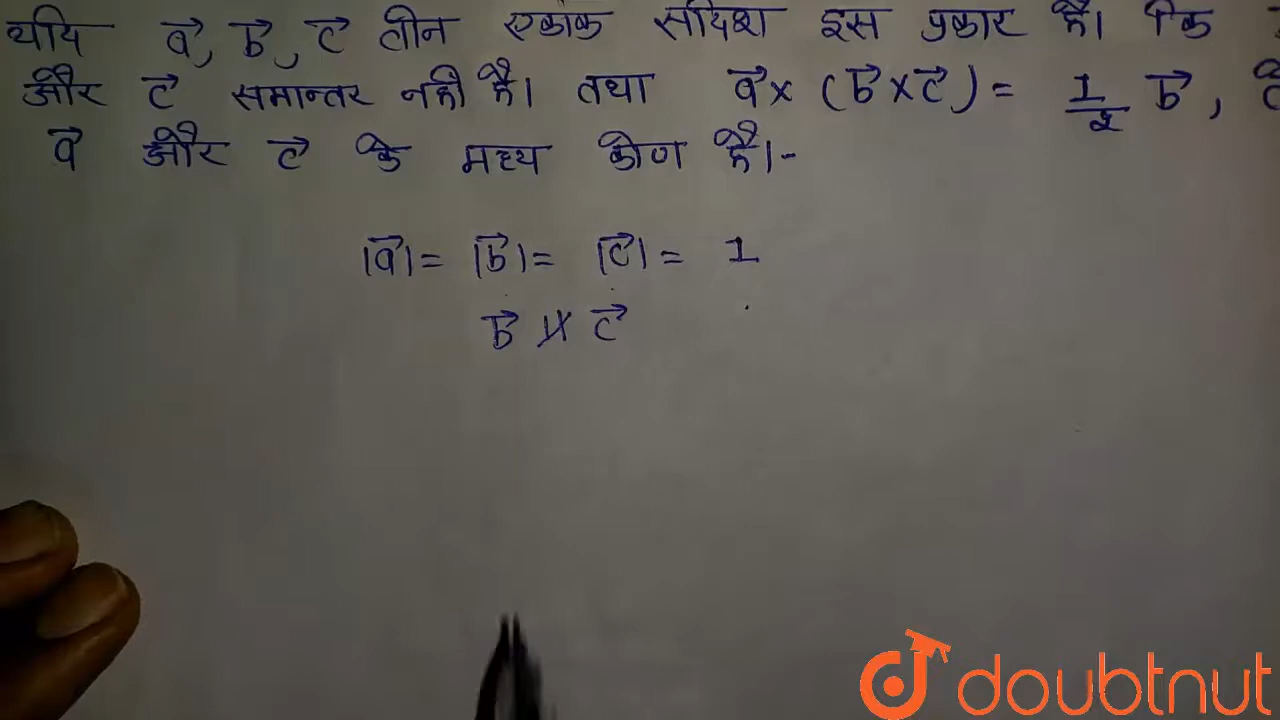 यदि a⃗, b⃗, c⃗ तीन एकांक सदिश इस प्रकार है। कि
और c⃗ समान्तर नही है। तथा a⃗ × (b⃗ × c⃗) = 1/2 b⃗,
a⃗ और c⃗ के मध्य कोण है।-
|a⃗| = |b⃗| = |c⃗| = 1
b⃗ ∦ c⃗
doubtnut